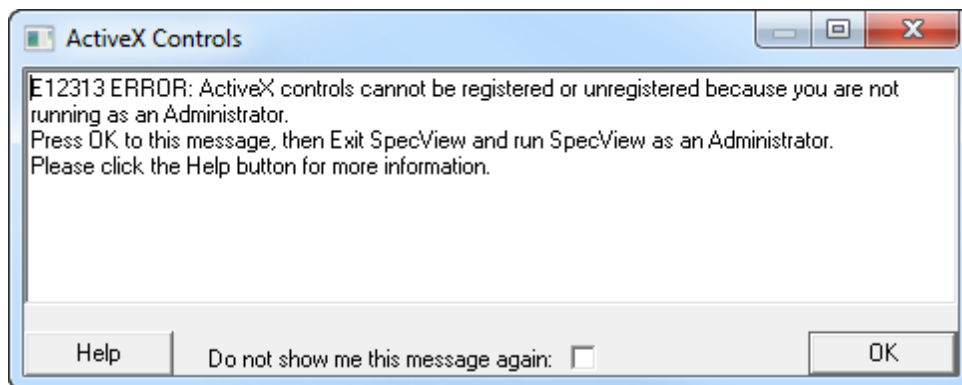 ActiveX Controls
E12313 ERROR: ActiveX controls cannot be registered or unregistered because you are not
running as an Administrator.
Press OK to this message, then Exit SpecView and run SpecView as an Administrator.
Please click the Help button for more information.
Help
Do not show me this message again:
OK